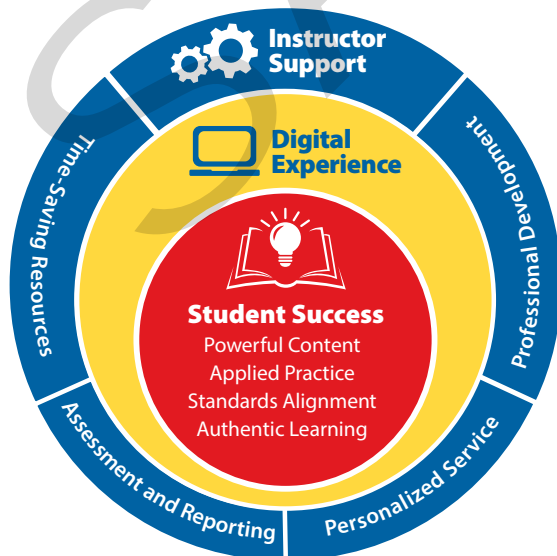 Instructor
Support
Digital
Experience
Student Success
Powerful Content
Applied Practice
Standards Alignment
Authentic Learning
Time-Saving Resources
Professional Development
Assessment and Reporting
Personalized Service